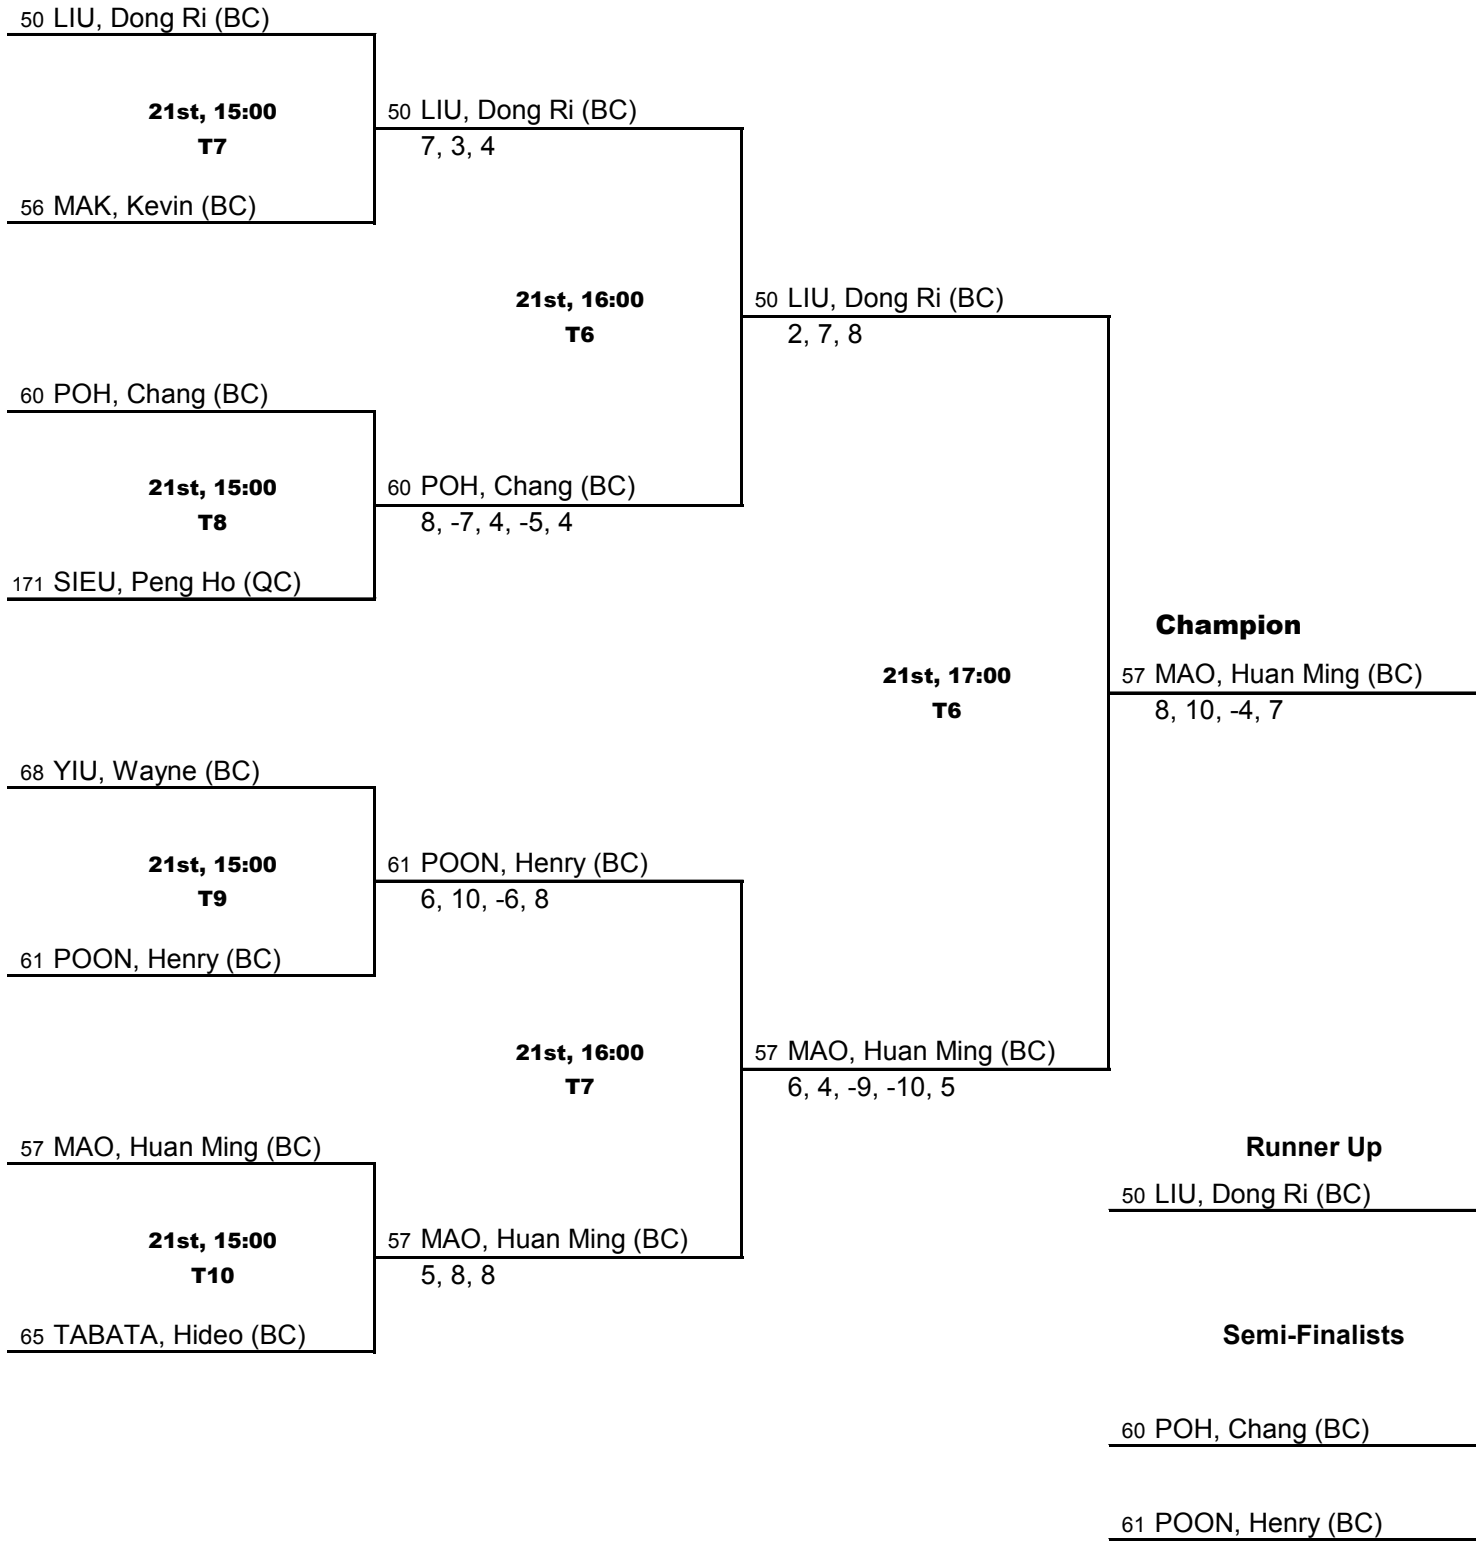 50 LIU, Dong Ri (BC)
21st, 15:00
T7
50 LIU, Dong Ri (BC)
7, 3, 4
56 MAK, Kevin (BC)
21st, 16:00
T6
50 LIU, Dong Ri (BC)
2, 7, 8
60 POH, Chang (BC)
21st, 15:00
T8
60 POH, Chang (BC)
8, -7, 4, -5, 4
171 SIEU, Peng Ho (QC)
Champion
21st, 17:00
T6
57 MAO, Huan Ming (BC)
8, 10, -4, 7
68 YIU, Wayne (BC)
21st, 15:00
T9
61 POON, Henry (BC)
6, 10, -6, 8
61 POON, Henry (BC)
21st, 16:00
T7
57 MAO, Huan Ming (BC)
6, 4, -9, -10, 5
57 MAO, Huan Ming (BC)
Runner Up
50 LIU, Dong Ri (BC)
21st, 15:00
T10
57 MAO, Huan Ming (BC)
5, 8, 8
65 TABATA, Hideo (BC)
Semi-Finalists
60 POH, Chang (BC)
61 POON, Henry (BC)